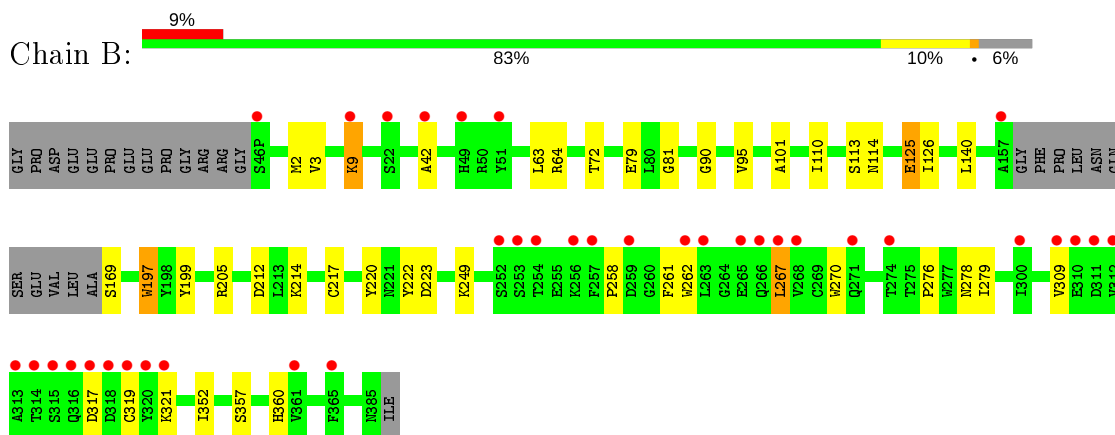 9%
Chain B:
83% 10% • 6%
GLY PRO ASP GLU GLU PRO GLU GLU PRO GLY ARG ARG GLY S46P M2 V3 K9 S22 A42 H49 R50 Y51 L63 R64 T72 E79 L80 G81 G90 V95 A101 I110 S113 N114 E125 I126 L140 A157 GLY PHE PRO LEU ASN GLN
SER GLU VAL LEU ALA S169 W197 Y198 Y199 R205 D212 L213 K214 C217 Y220 N221 Y222 D223 K249 S252 S253 T254 E255 K256 F257 P258 D259 G260 F261 W262 L263 G264 E265 Q266 L267 V268 C269 W270 Q271 T274 T275 P276 W277 N278 I279 I300 V309 E310 D311 V312
A313 T314 S315 Q316 D317 D318 C319 Y320 K321 I352 S357 H360 V361 F365 N385 ILE